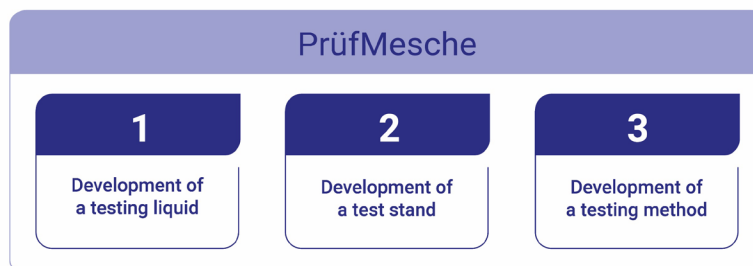 PrüfMesche
1
Development of
a testing liquid
2
Development of
a test stand
3
Development of
a testing method